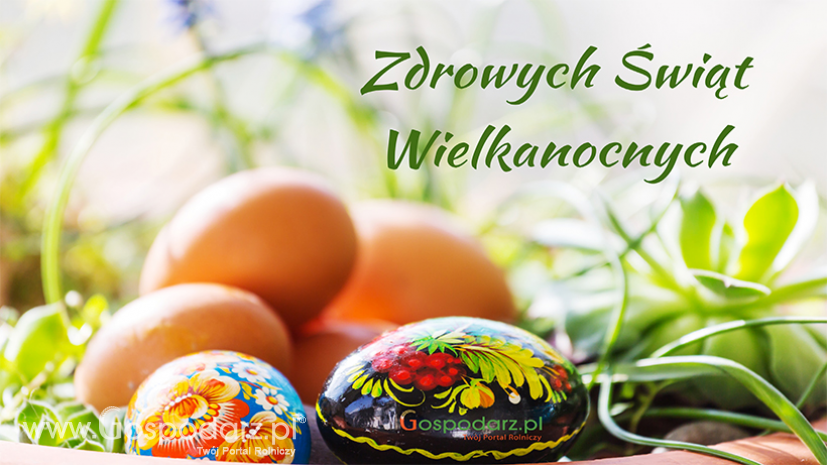 Zdrowych Świąt
Wielkanocnych
Gospodarz.pl
Twój Portal Rolniczy
www.Gospodarz.pl®
Twój Portal Rolniczy